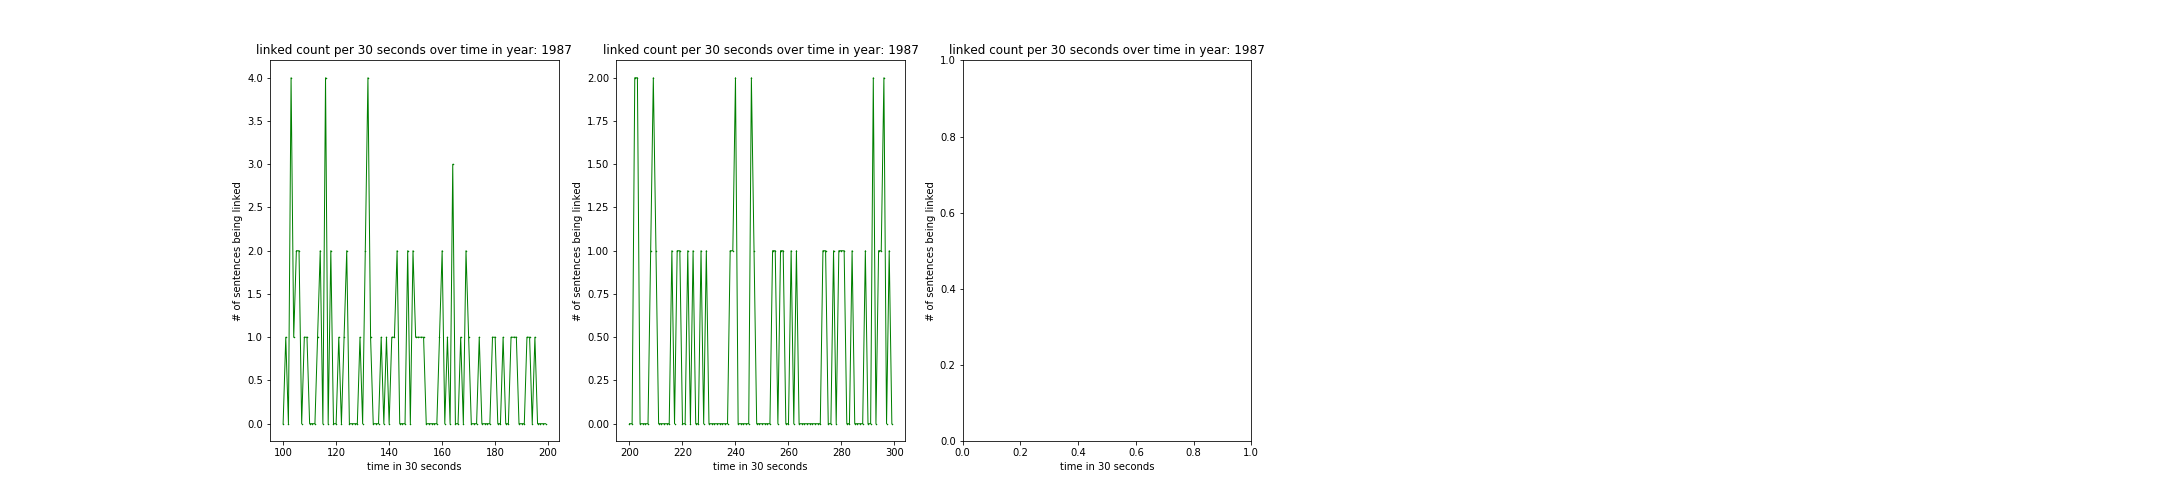 linked count per 30 seconds over time in year: 1987
4.0
3.5
3.0
2.5
2.0
1.5
1.0
0.5
0.0
# of sentences being linked
100 120 140 160 180 200
time in 30 seconds
linked count per 30 seconds over time in year: 1987
2.00
1.75
1.50
1.25
1.00
0.75
0.50
0.25
0.00
# of sentences being linked
200 220 240 260 280 300
time in 30 seconds
linked count per 30 seconds over time in year: 1987
1.0
0.8
0.6
0.4
0.2
0.0
# of sentences being linked
0.0 0.2 0.4 0.6 0.8 1.0
time in 30 seconds